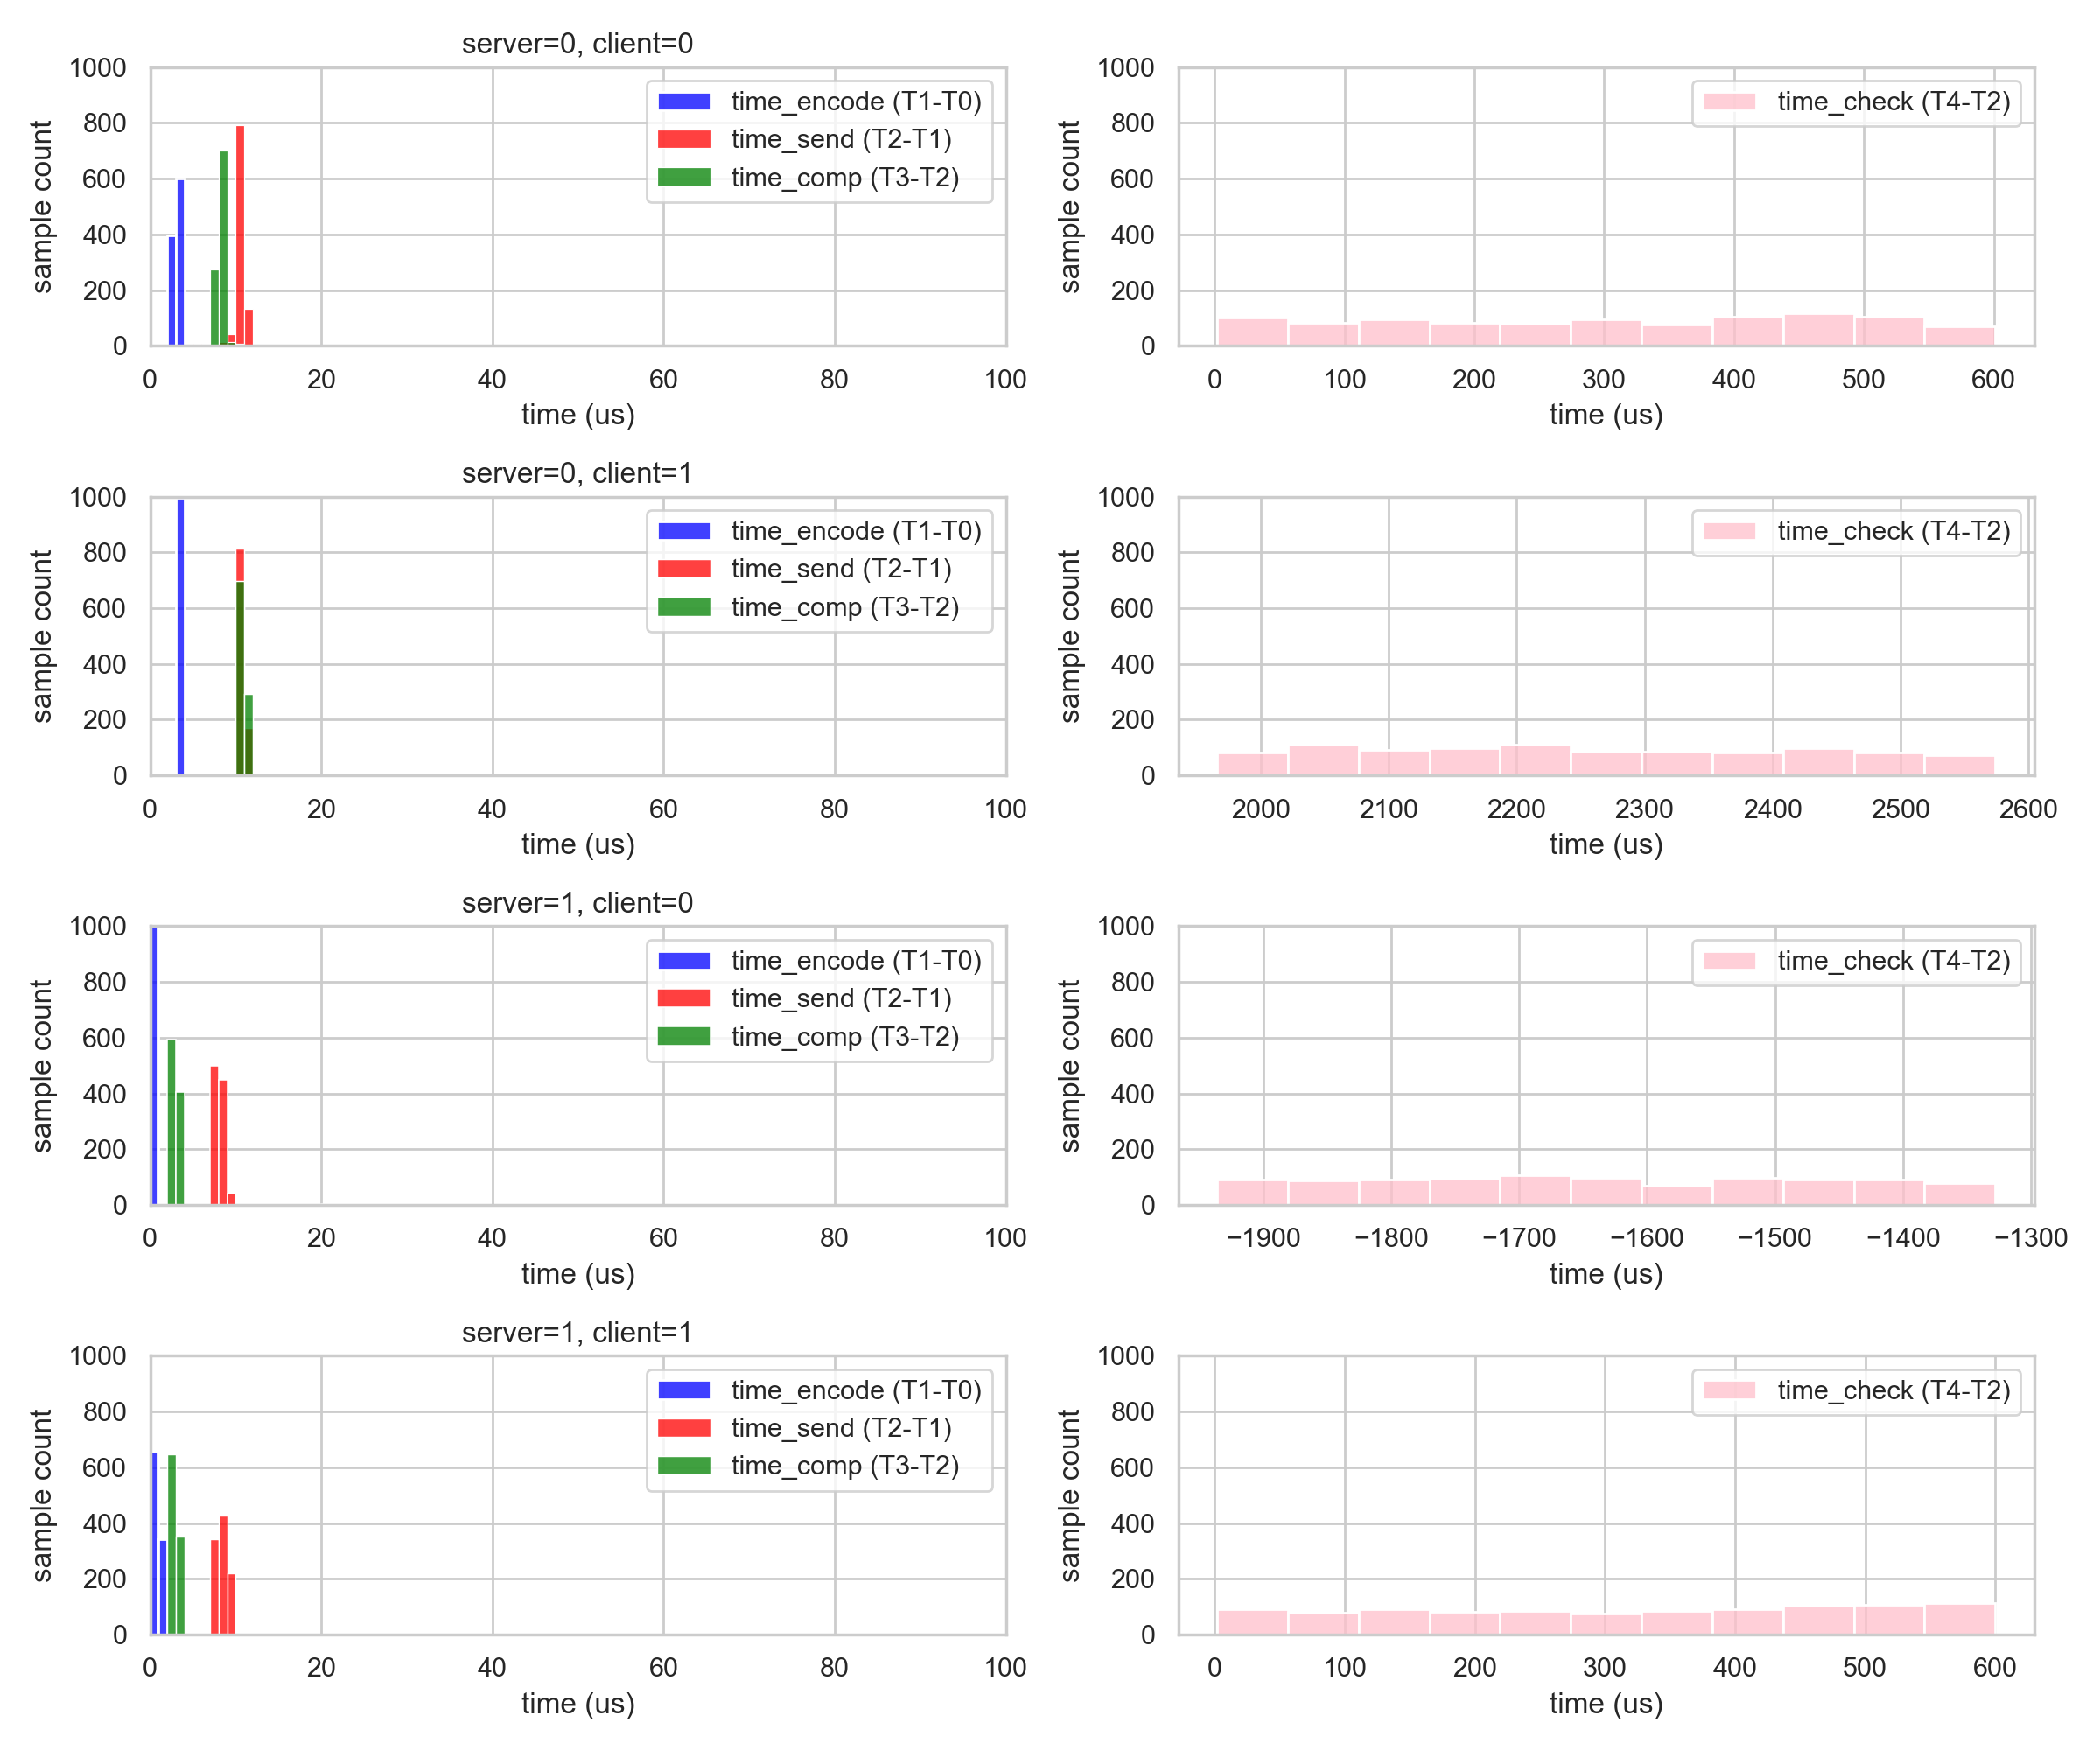 server=0, client=0
1000
800
600
400
200
0
sample count
time_encode (T1-T0)
time_send (T2-T1)
time_comp (T3-T2)
0 20 40 60 80 100
time (us)
1000
800
600
400
200
0
sample count
time_check (T4-T2)
0 100 200 300 400 500 600
time (us)
server=0, client=1
1000
800
600
400
200
0
sample count
time_encode (T1-T0)
time_send (T2-T1)
time_comp (T3-T2)
0 20 40 60 80 100
time (us)
1000
800
600
400
200
0
sample count
time_check (T4-T2)
2000 2100 2200 2300 2400 2500 2600
time (us)
server=1, client=0
1000
800
600
400
200
0
sample count
time_encode (T1-T0)
time_send (T2-T1)
time_comp (T3-T2)
0 20 40 60 80 100
time (us)
1000
800
600
400
200
0
sample count
time_check (T4-T2)
−1900 −1800 −1700 −1600 −1500 −1400 −1300
time (us)
server=1, client=1
1000
800
600
400
200
0
sample count
time_encode (T1-T0)
time_send (T2-T1)
time_comp (T3-T2)
0 20 40 60 80 100
time (us)
1000
800
600
400
200
0
sample count
time_check (T4-T2)
0 100 200 300 400 500 600
time (us)